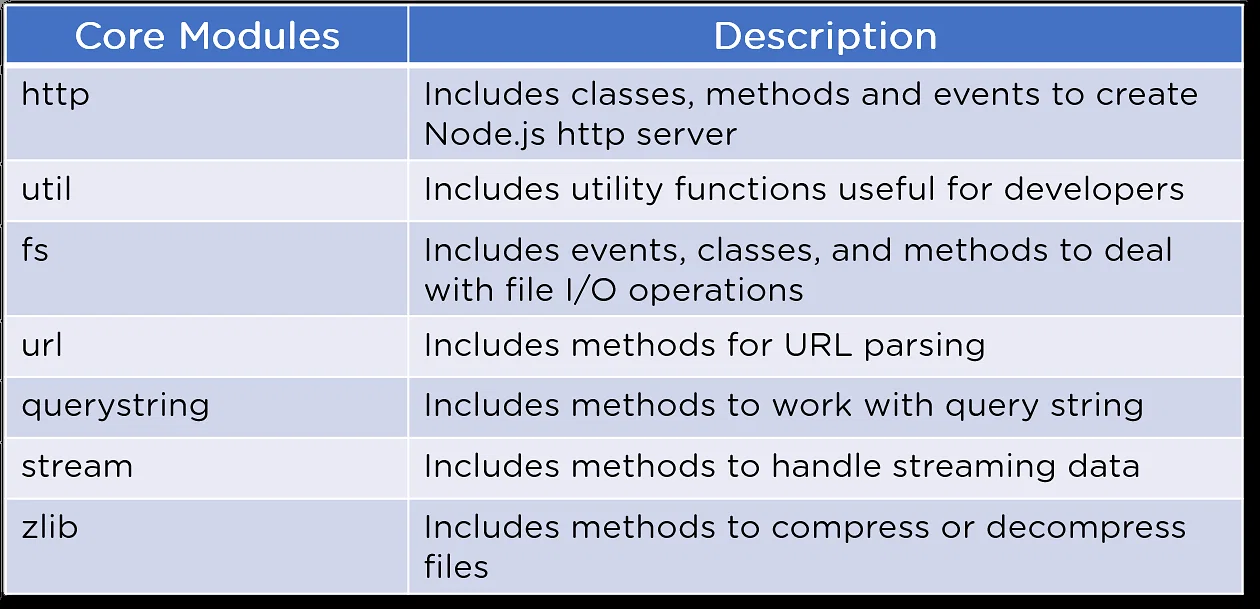 Core Modules
Description
http
Includes classes, methods and events to create
Node.js http server
util
Includes utility functions useful for developers
fs
Includes events, classes, and methods to deal
with file I/O operations
url
Includes methods for URL parsing
querystring
Includes methods to work with query string
stream
Includes methods to handle streaming data
zlib
Includes methods to compress or decompress
files